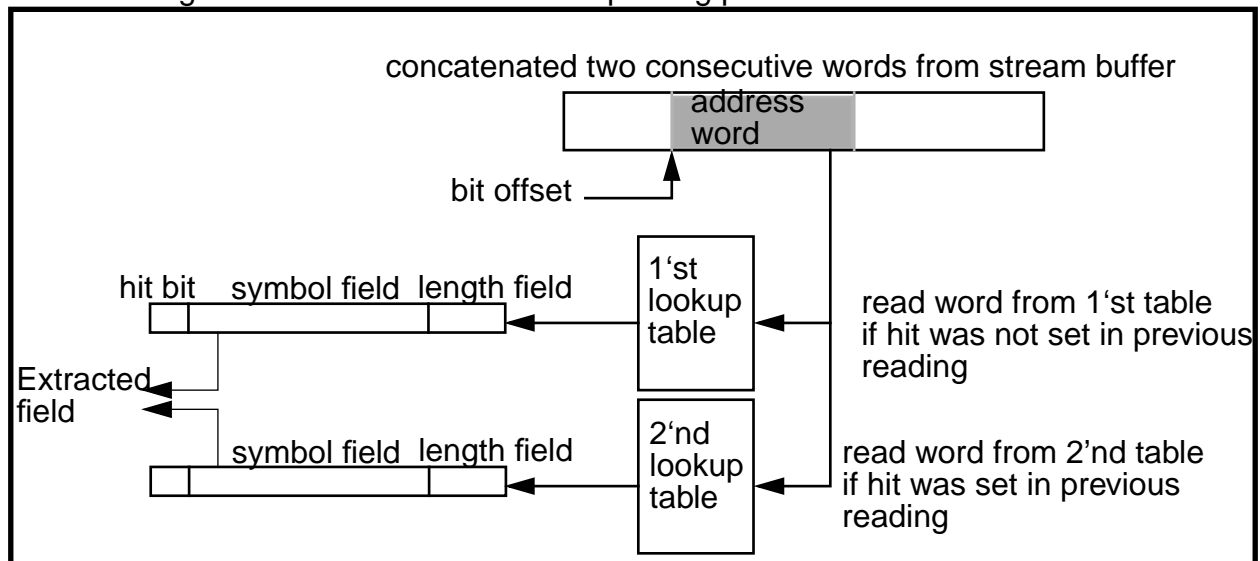 concatenated two consecutive words from stream buffer
address
word
bit offset
hit bit symbol field length field
1‘st
lookup
table
read word from 1‘st table
if hit was not set in previous
reading
Extracted
field
symbol field length field
2‘nd
lookup
table
read word from 2’nd table
if hit was set in previous
reading